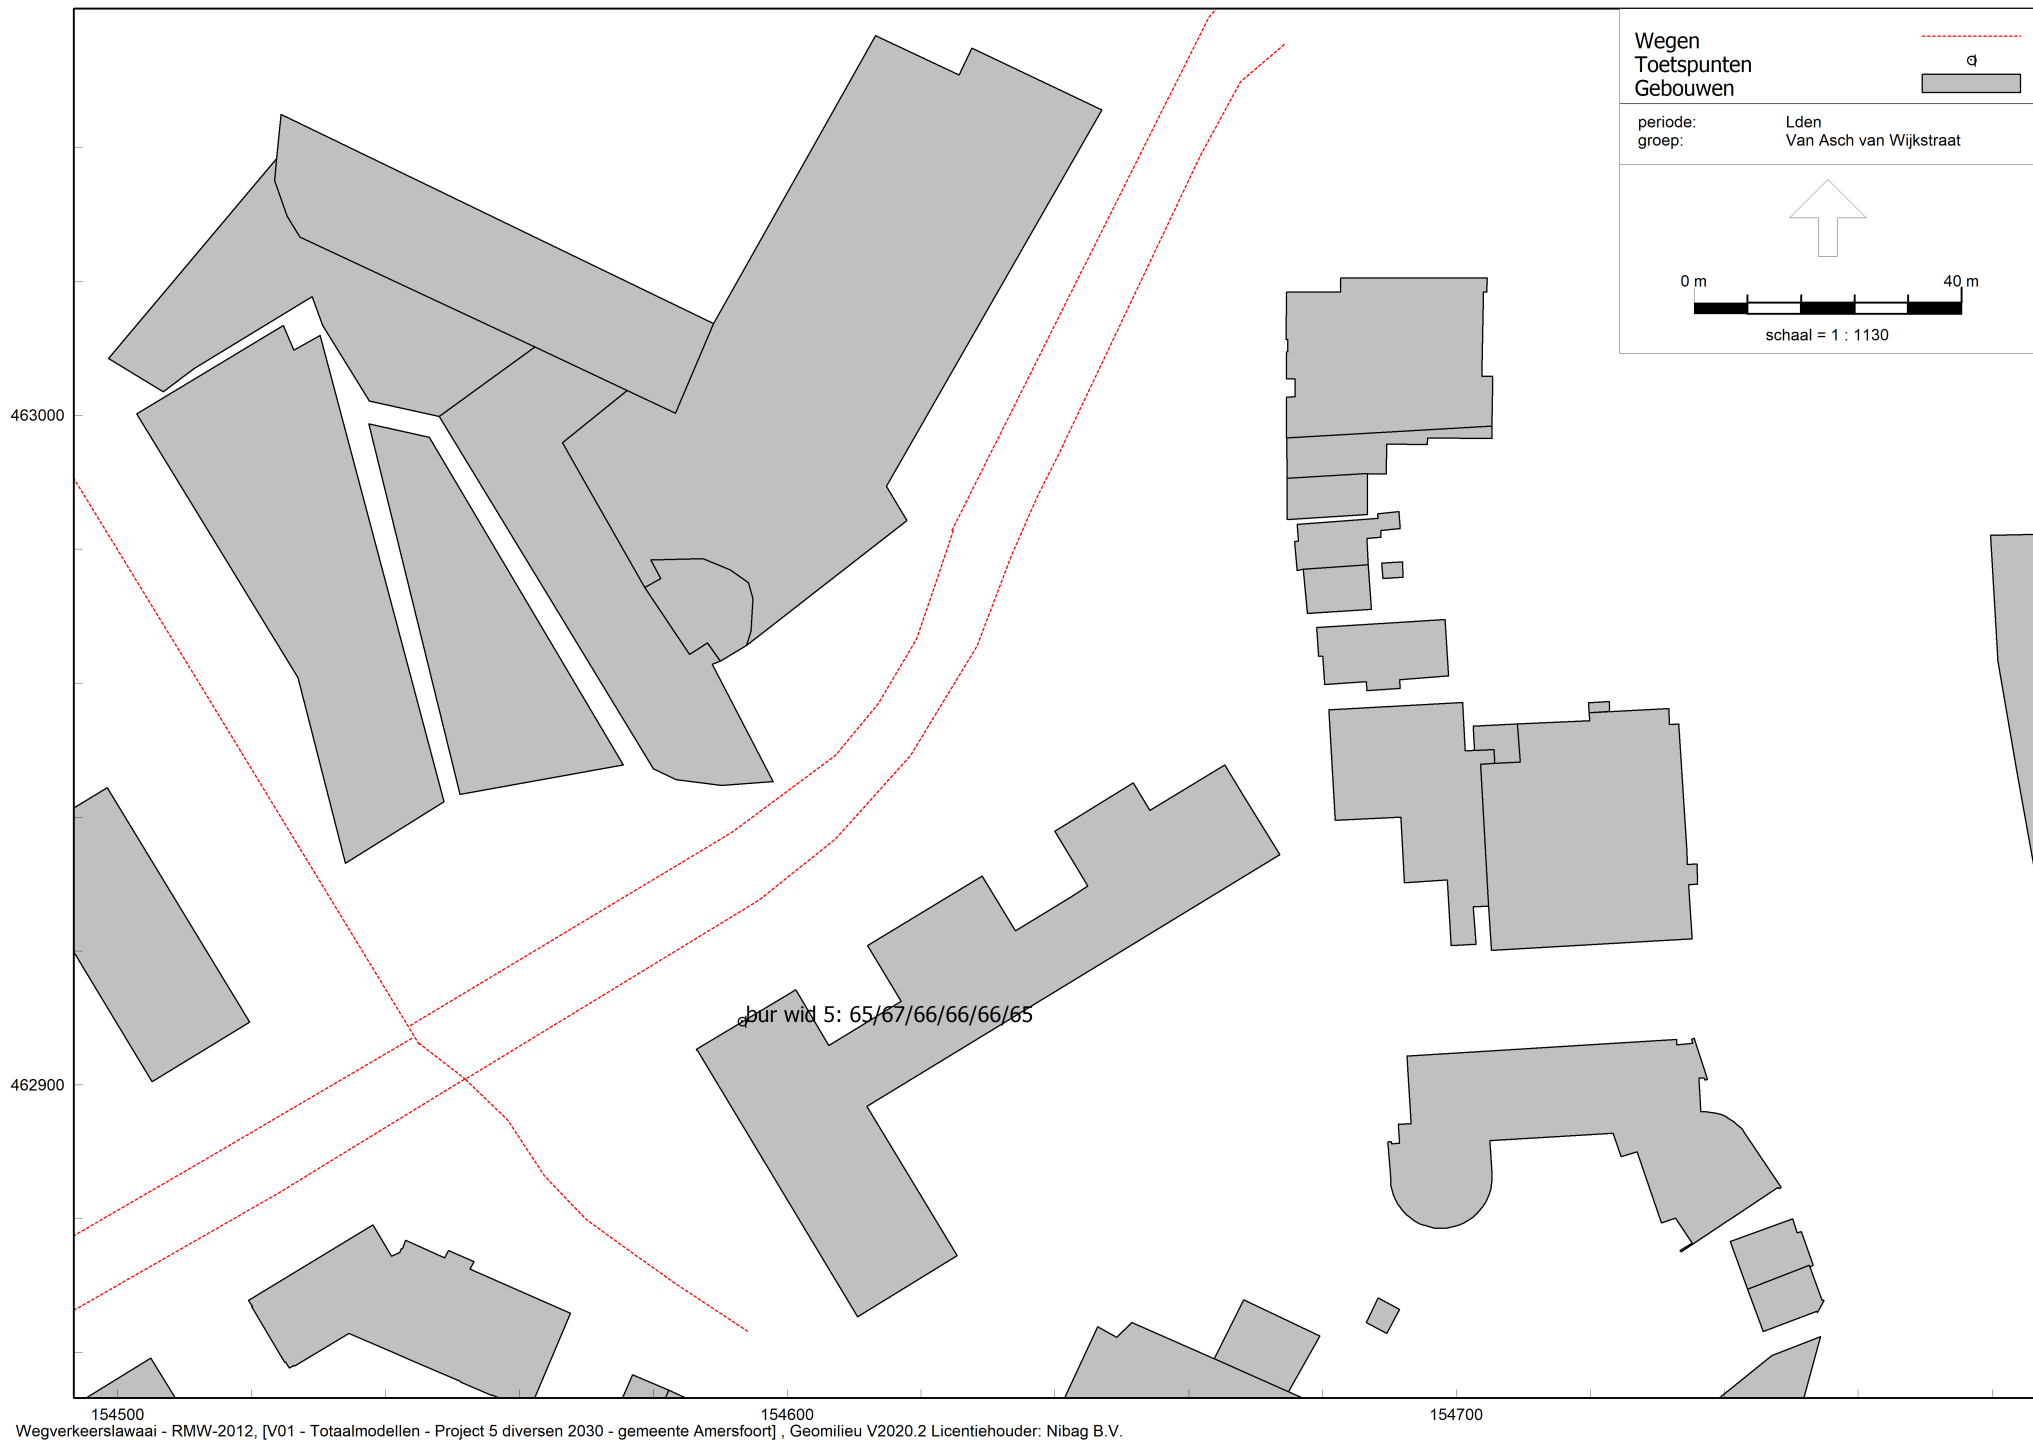 Wegen
Toetspunten
Gebouwen
periode: Lden
groep: Van Asch van Wijkstraat
0 m 40 m
schaal = 1 : 1130
463000
bur wid 5: 65/67/66/66/66/65
462900
154500 154600 154700
Wegverkeerslawaai - RMW-2012, [V01 - Totaalmodellen - Project 5 diversen 2030 - gemeente Amersfoort] , Geomilieu V2020.2 Licentiehouder: Nibag B.V.